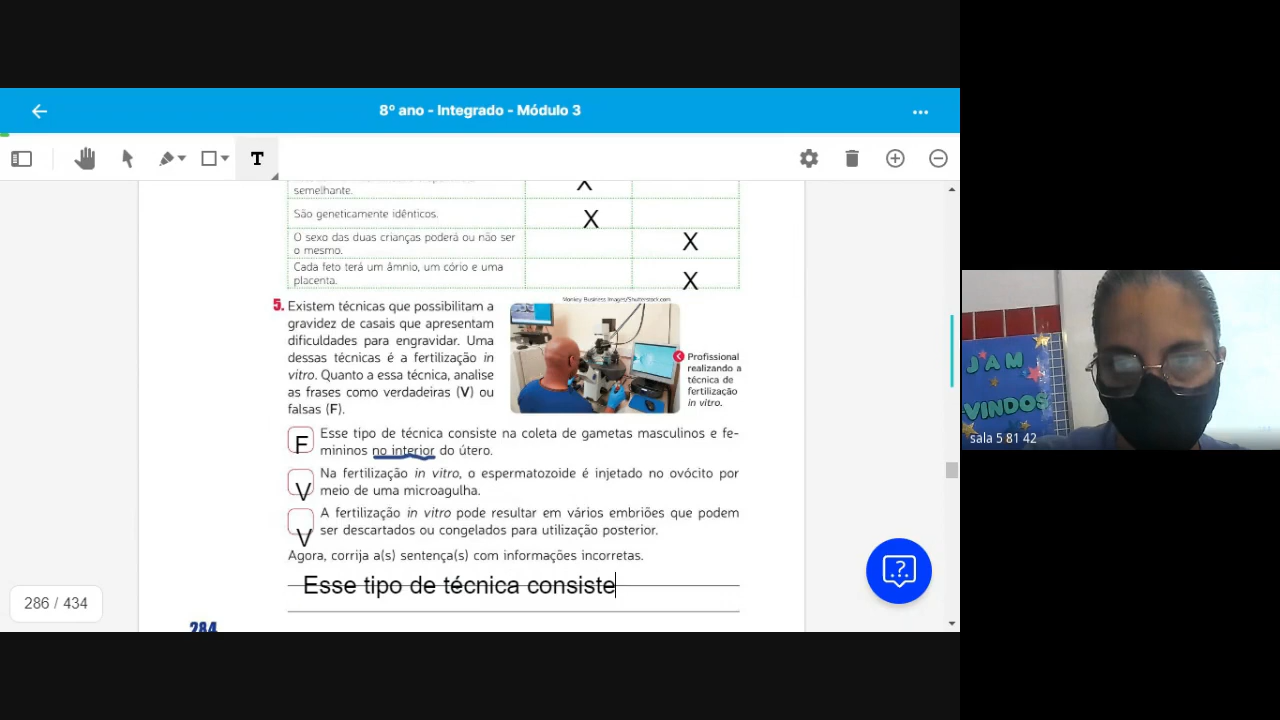 8º ano - Integrado - Módulo 3
T
semelhante.
X
São geneticamente idênticos.
X
O sexo das duas crianças poderá ou não ser
o mesmo.
X
Cada feto terá um âmnio, um cório e uma
placenta.
X
Monkey Business Images/Shutterstock.com
5. Existem técnicas que possibilitam a
gravidez de casais que apresentam
dificuldades para engravidar. Uma
dessas técnicas é a fertilização in
vitro. Quanto a essa técnica, analise
as frases como verdadeiras (V) ou
falsas (F).
Profissional
realizando a
técnica de
fertilização
in vitro.
F
Esse tipo de técnica consiste na coleta de gametas masculinos e fe-
mininos no interior do útero.
V
Na fertilização in vitro, o espermatozoide é injetado no ovócito por
meio de uma microagulha.
V
A fertilização in vitro pode resultar em vários embriões que podem
ser descartados ou congelados para utilização posterior.
Agora, corrija a(s) sentença(s) com informações incorretas.
Esse tipo de técnica consiste
286 / 434
284
JAM
VINDOS
sala 5 81 42